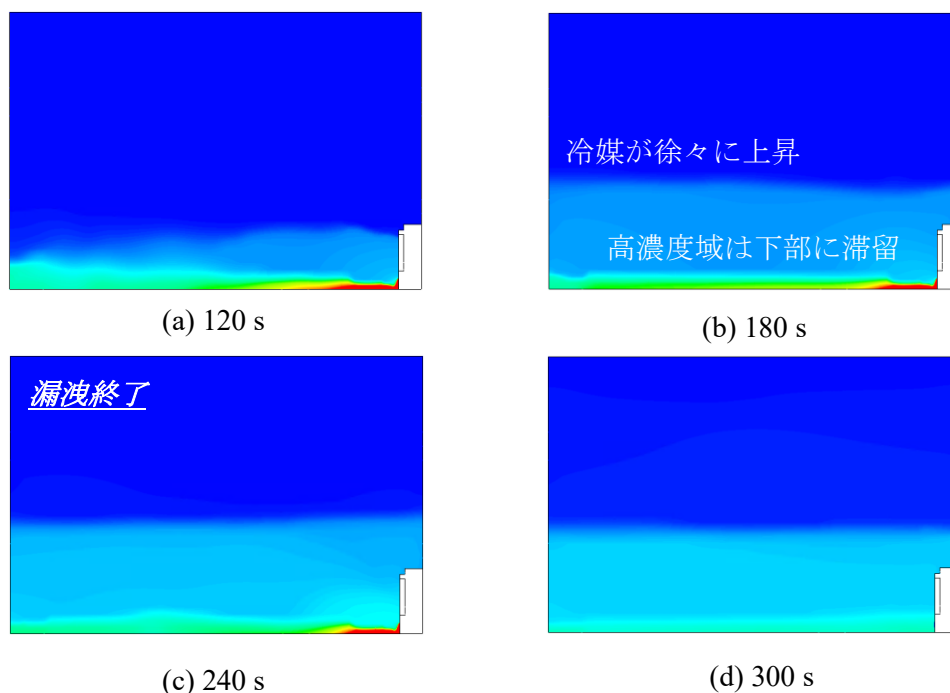 冷媒が徐々に上昇
高濃度域は下部に滞留
(a) 120 s
(b) 180 s
漏洩終了
(c) 240 s
(d) 300 s